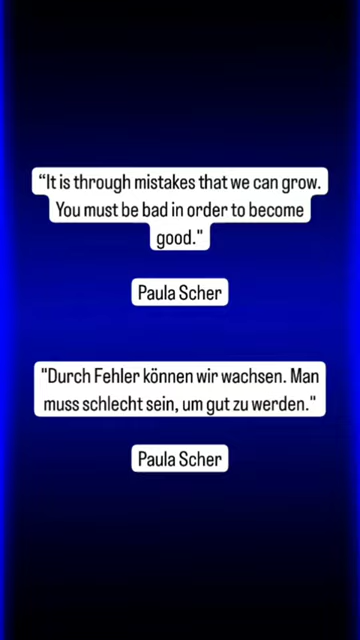 “It is through mistakes that we can grow.
You must be bad in order to become
good."
Paula Scher
"Durch Fehler können wir wachsen. Man
muss schlecht sein, um gut zu werden."
Paula Scher